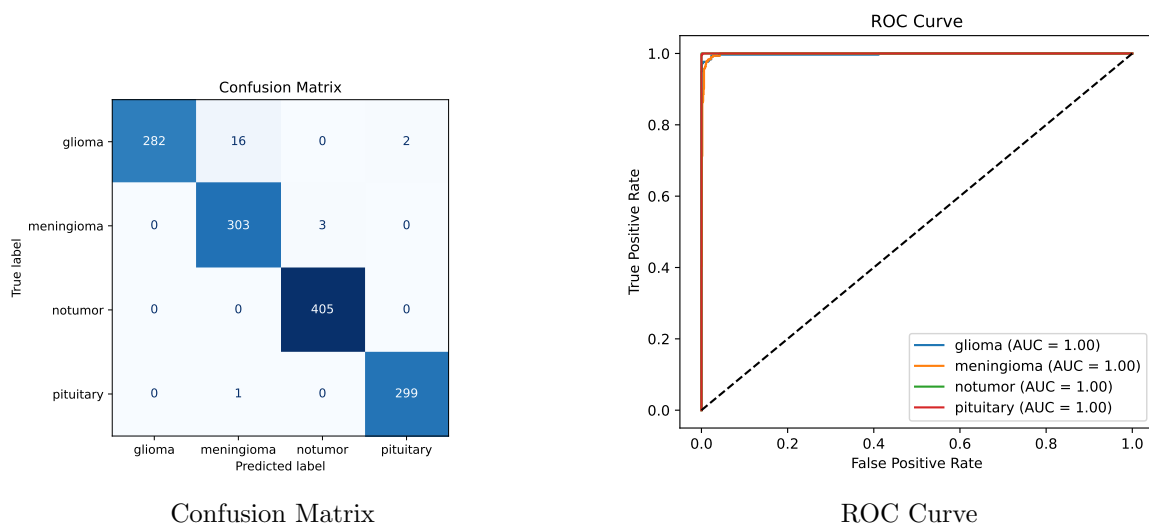 Confusion Matrix
glioma 282 16 0 2
meningioma 0 303 3 0
notumor 0 0 405 0
pituitary 0 1 0 299
True label
glioma meningioma notumor pituitary
Predicted label
Confusion Matrix
ROC Curve
1.0
0.8
0.6
0.4
0.2
0.0
True Positive Rate
glioma (AUC = 1.00)
meningioma (AUC = 1.00)
notumor (AUC = 1.00)
pituitary (AUC = 1.00)
0.0 0.2 0.4 0.6 0.8 1.0
False Positive Rate
ROC Curve